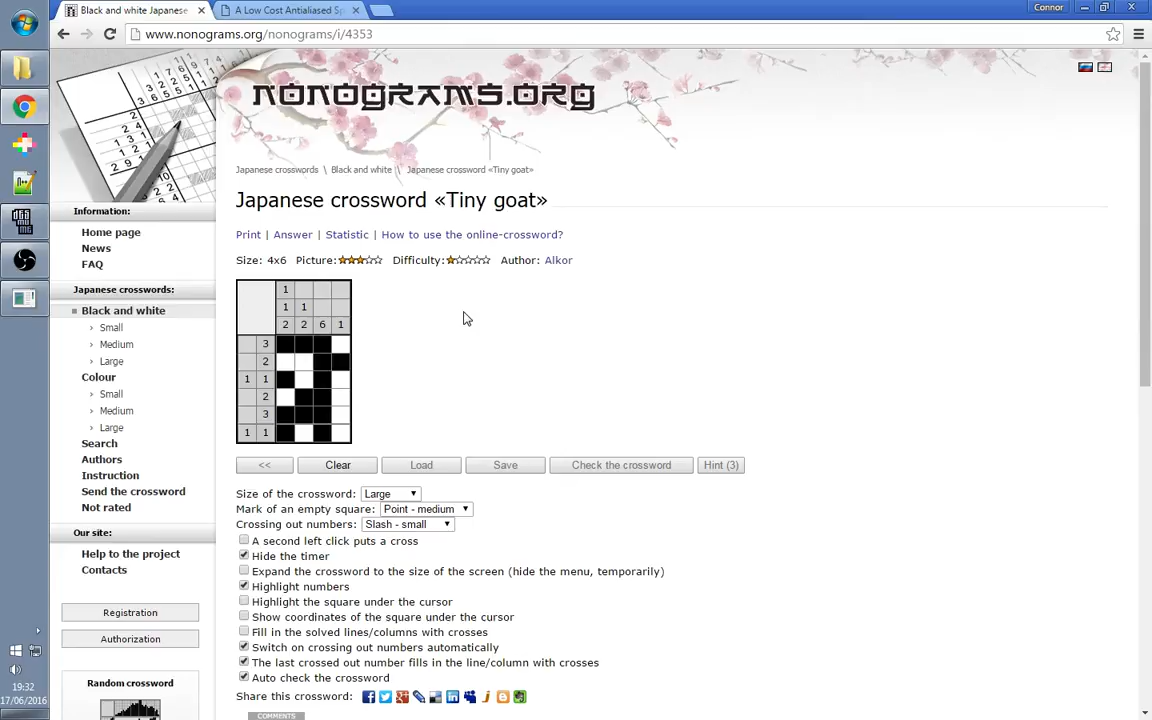 Black and white Japanese
A Low Cost Antialiased Sp
Connor
www.nonograms.org/nonograms/i/4353
NONOGRAMS.ORG
Japanese crosswords \ Black and white \ Japanese crossword «Tiny goat»
Japanese crossword «Tiny goat»
Print | Answer | Statistic | How to use the online-crossword?
Size: 4x6 Picture: Difficulty: Author: Alkor
1
1 1
2 2 6 1
3
2
1 1
2
3
1 1
<< Clear Load Save Check the crossword Hint (3)
Size of the crossword: Large
Mark of an empty square: Point - medium
Crossing out numbers: Slash - small
A second left click puts a cross
Hide the timer
Expand the crossword to the size of the screen (hide the menu, temporarily)
Highlight numbers
Highlight the square under the cursor
Show coordinates of the square under the cursor
Fill in the solved lines/columns with crosses
Switch on crossing out numbers automatically
The last crossed out number fills in the line/column with crosses
Auto check the crossword
Share this crossword:
COMMENTS
Information:
Home page
News
FAQ
Japanese crosswords:
Black and white
Small
Medium
Large
Colour
Small
Medium
Large
Search
Authors
Instruction
Send the crossword
Not rated
Our site:
Help to the project
Contacts
Registration
Authorization
Random crossword
19:32
17/06/2016